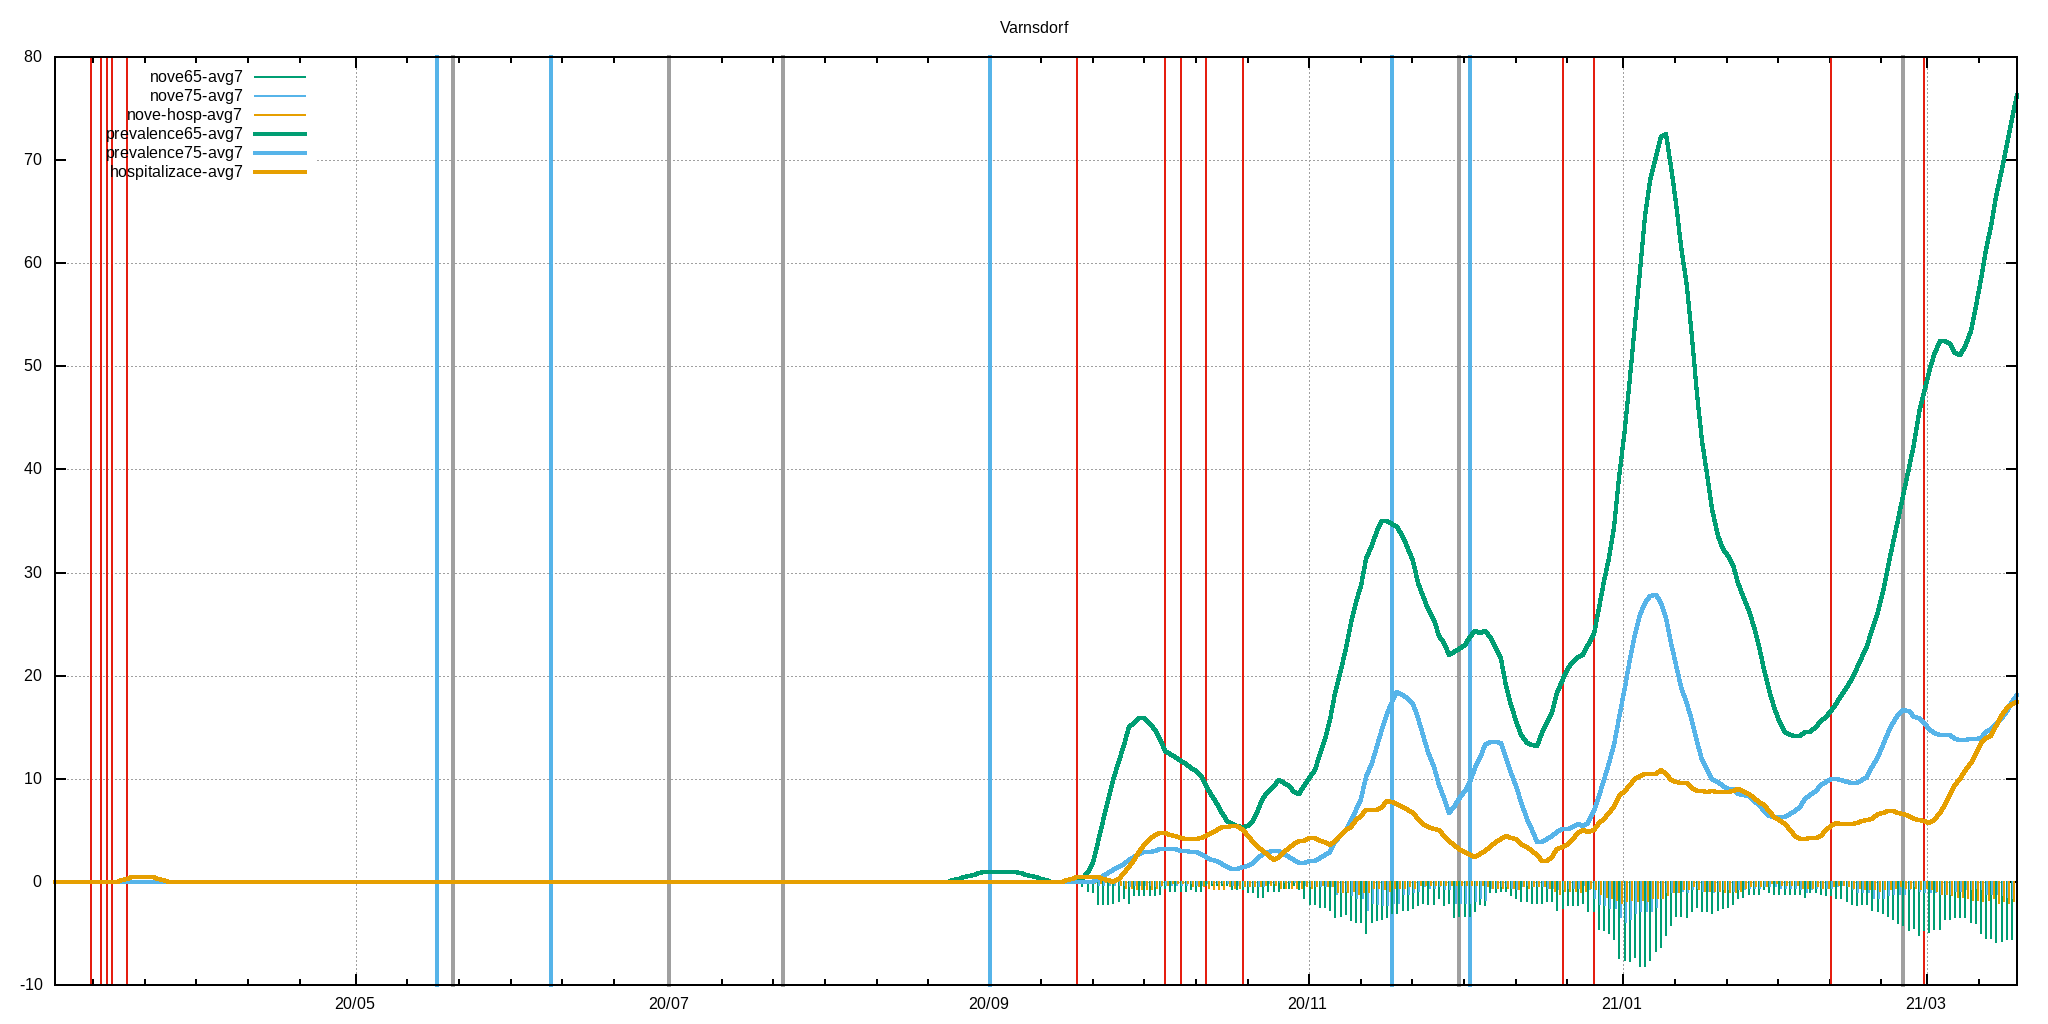 Varnsdorf
80
70
60
50
40
30
20
10
0
-10
nove65-avg7
nove75-avg7
nove-hosp-avg7
prevalence65-avg7
prevalence75-avg7
hospitalizace-avg7
20/05
20/07
20/09
20/11
21/01
21/03